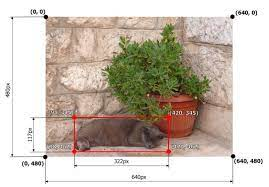 (0, 0)
(640, 0)
480px
(420, 345)
117px
(0, 480)
(640, 480)
322px
640px